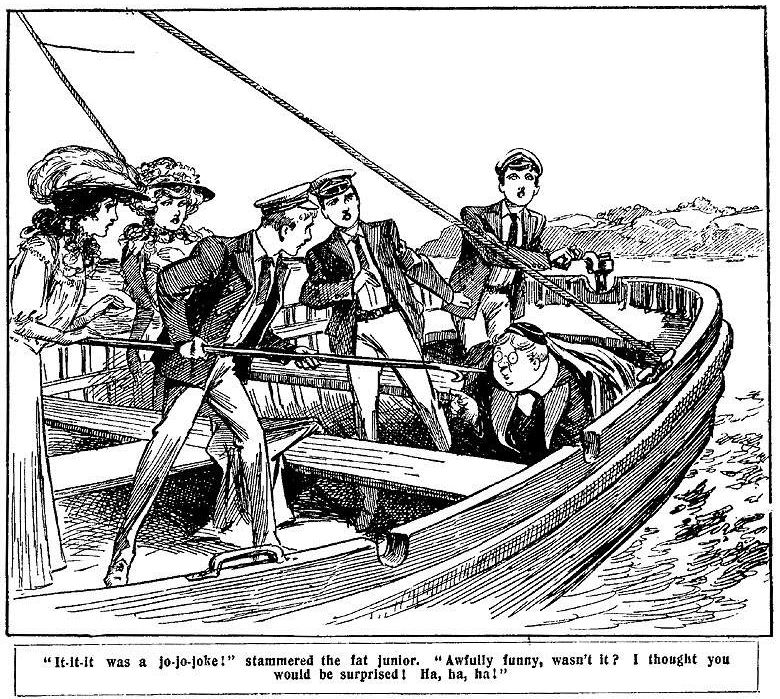 "It-it-it was a jo-jo-joke!" stammered the fat junior. "Awfully funny, wasn't it? I thought you
would be surprised! Ha, ha, ha!"